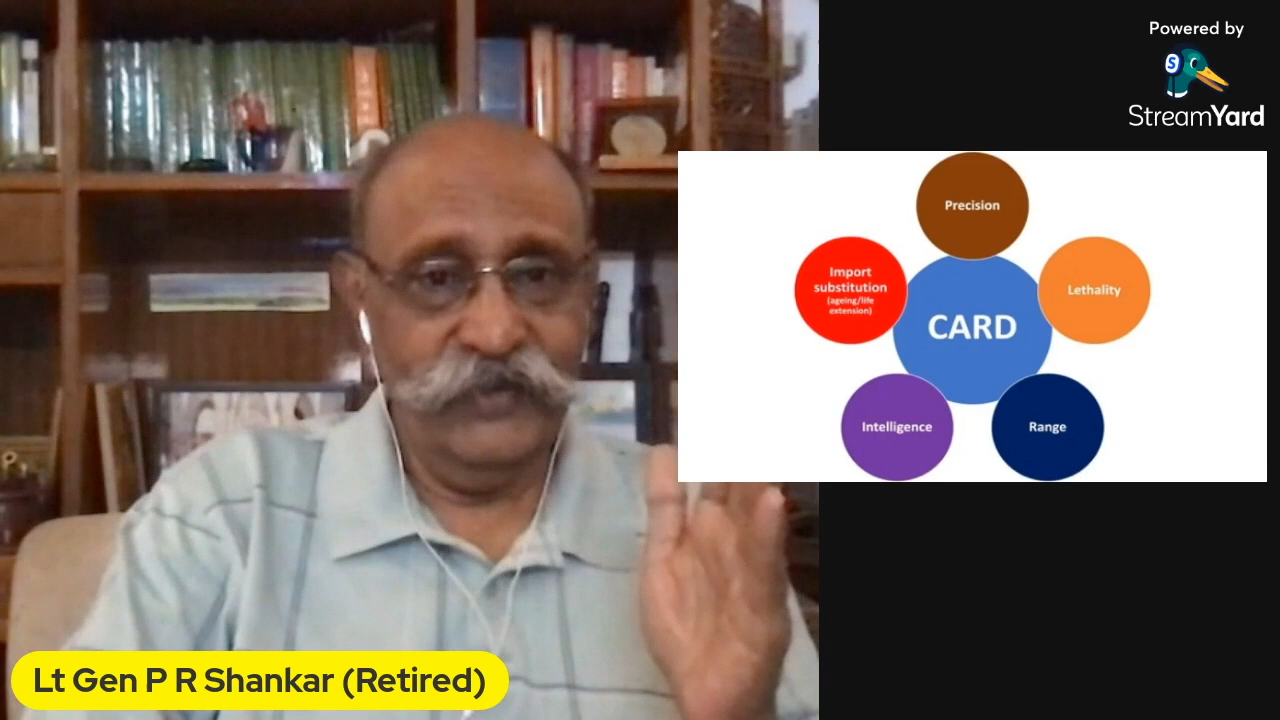 Powered by
S
StreamYard
Precision
Import
substitution
(ageing/life
extension)
Lethality
CARD
Intelligence
Range
Lt Gen P R Shankar (Retired)